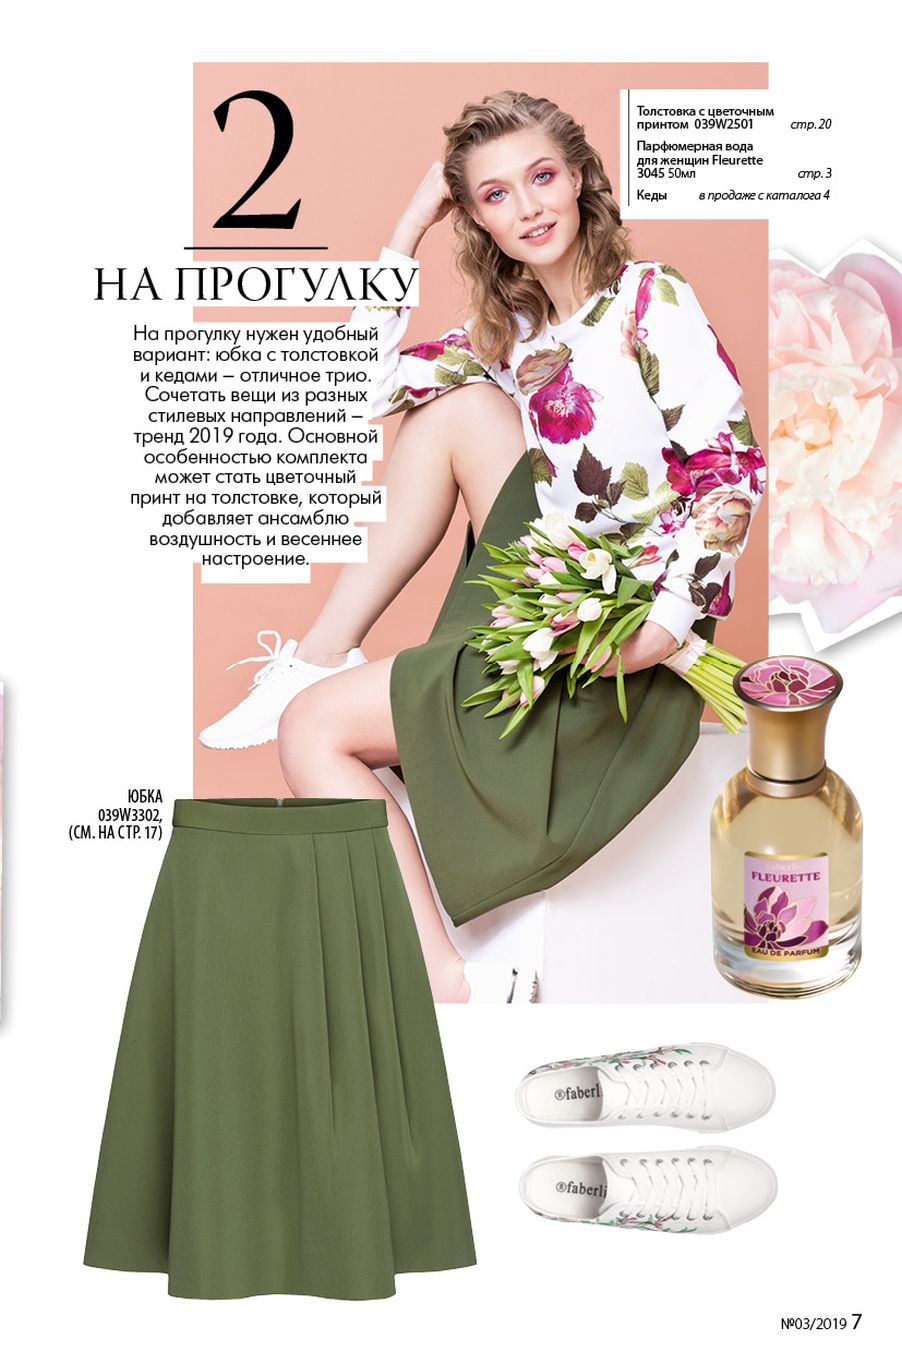 2
НА ПРОГУЛКУ
На прогулку нужен удобный
вариант: юбка с толстовкой
и кедами – отличное трио.
Сочетать вещи из разных
стилевых направлений –
тренд 2019 года. Основной
особенностью комплекта
может стать цветочный
принт на толстовке, который
добавляет ансамблю
воздушность и весеннее
настроение.
Толстовка с цветочным
принтом 039W2501 стр. 20
Парфюмерная вода
для женщин Fleurette
3045 50мл стр. 3
Кеды в продаже с каталога 4
ЮБКА
039W3302,
(СМ. НА СТР. 17)
faberlic
FLEURETTE
EAU DE PARFUM
®faberli
®faberli
№03/2019 7